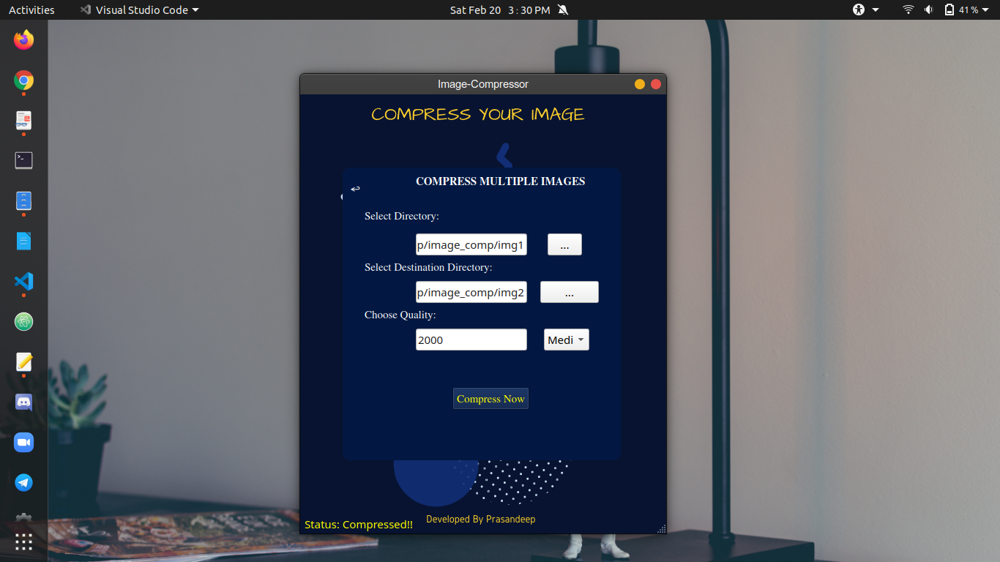 Activities Visual Studio Code Sat Feb 20 3:30 PM 41 %
Image-Compressor
COMPRESS YOUR IMAGE
COMPRESS MULTIPLE IMAGES
Select Directory:
p/image_comp/img1 ...
Select Destination Directory:
p/image_comp/img2 ...
Choose Quality:
2000 Medi
Compress Now
Developed By Prasandeep
Status: Compressed!!